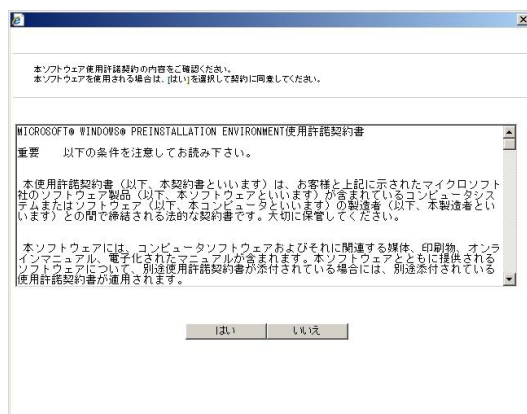 本ソフトウェア使用許諾契約の内容をご確認ください。
本ソフトウェアを使用される場合は、[はい]を選択して契約に同意してください。
MICROSOFT® WINDOWS® PREINSTALLATION ENVIRONMENT使用許諾契約書
重要　以下の条件を注意してお読み下さい。
本使用許諾契約書（以下、本契約書といいます）は、お客様と上記に示されたマイクロソフト
社のソフトウェア製品（以下、本ソフトウェアといいます）が含まれているコンピュータシス
テムまたはソフトウェア（以下、本コンピュータといいます）の製造者（以下、本製造者とい
います）との間で締結される法的な契約書です。大切に保管してください。
本ソフトウェアには、コンピュータソフトウェアおよびそれに関連する媒体、印刷物、オンラ
インマニュアル、電子化されたマニュアルが含まれます。本ソフトウェアとともに提供される
ソフトウェアについて、別途使用許諾契約書が添付されている場合には、別途添付されている
使用許諾契約書が適用されます。
はい　いいえ